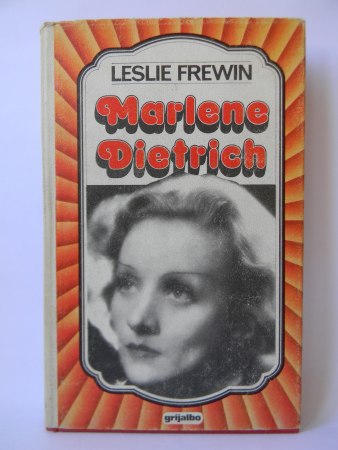 LESLIE FREWIN
Marlene
Dietrich
grijalbo